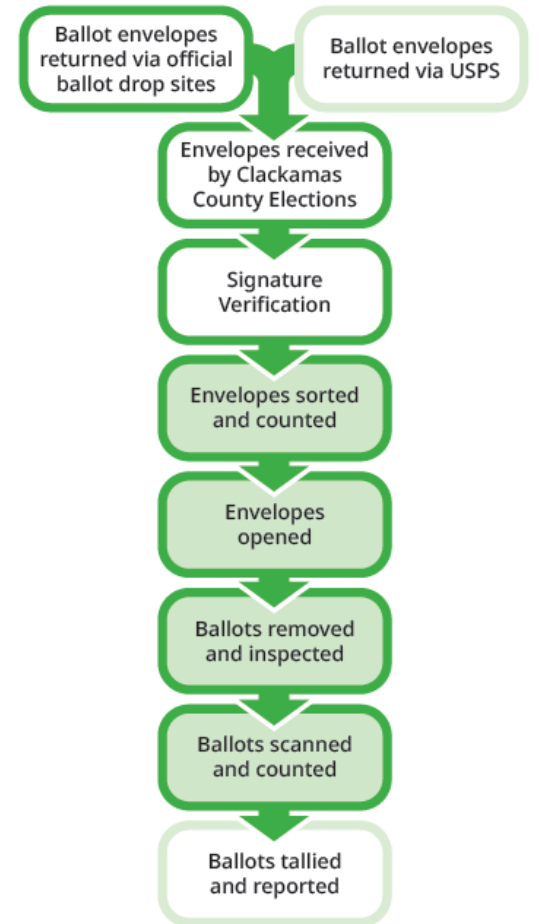 Ballot envelopes
returned via official
ballot drop sites
Ballot envelopes
returned via USPS
Envelopes received
by Clackamas
County Elections
Signature
Verification
Envelopes sorted
and counted
Envelopes
opened
Ballots removed
and inspected
Ballots scanned
and counted
Ballots tallied
and reported